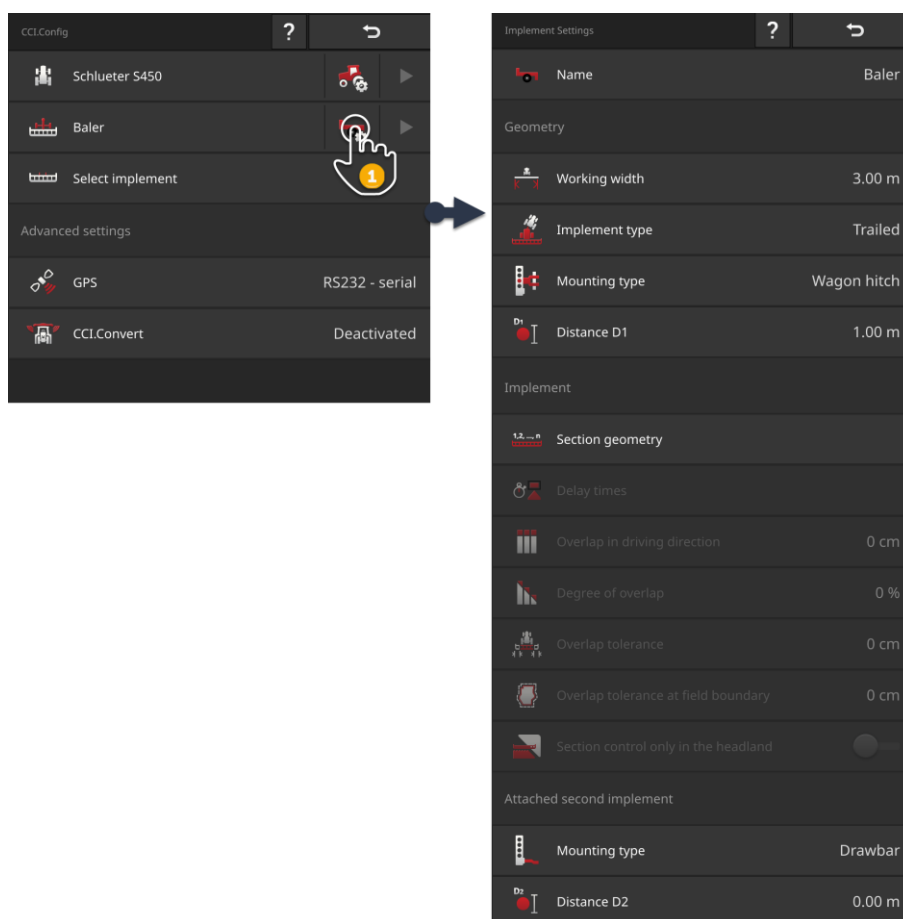 CCI.Config
?
Schlueter S450
Baler
1
Select implement
Advanced settings
GPS RS232 - serial
CCI.Convert Deactivated
Implement Settings
?
Name Baler
Geometry
Working width 3.00 m
Implement type Trailed
Mounting type Wagon hitch
D1
Distance D1 1.00 m
Implement
1,2 → n
Section geometry
Delay times
Overlap in driving direction 0 cm
Degree of overlap 0 %
Overlap tolerance 0 cm
Overlap tolerance at field boundary 0 cm
Section control only in the headland
Attached second implement
Mounting type Drawbar
D2
Distance D2 0.00 m